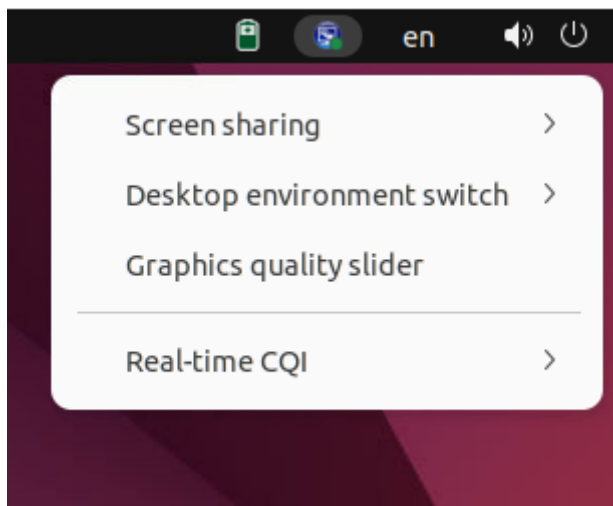 en
Screen sharing
Desktop environment switch
Graphics quality slider
Real-time CQI